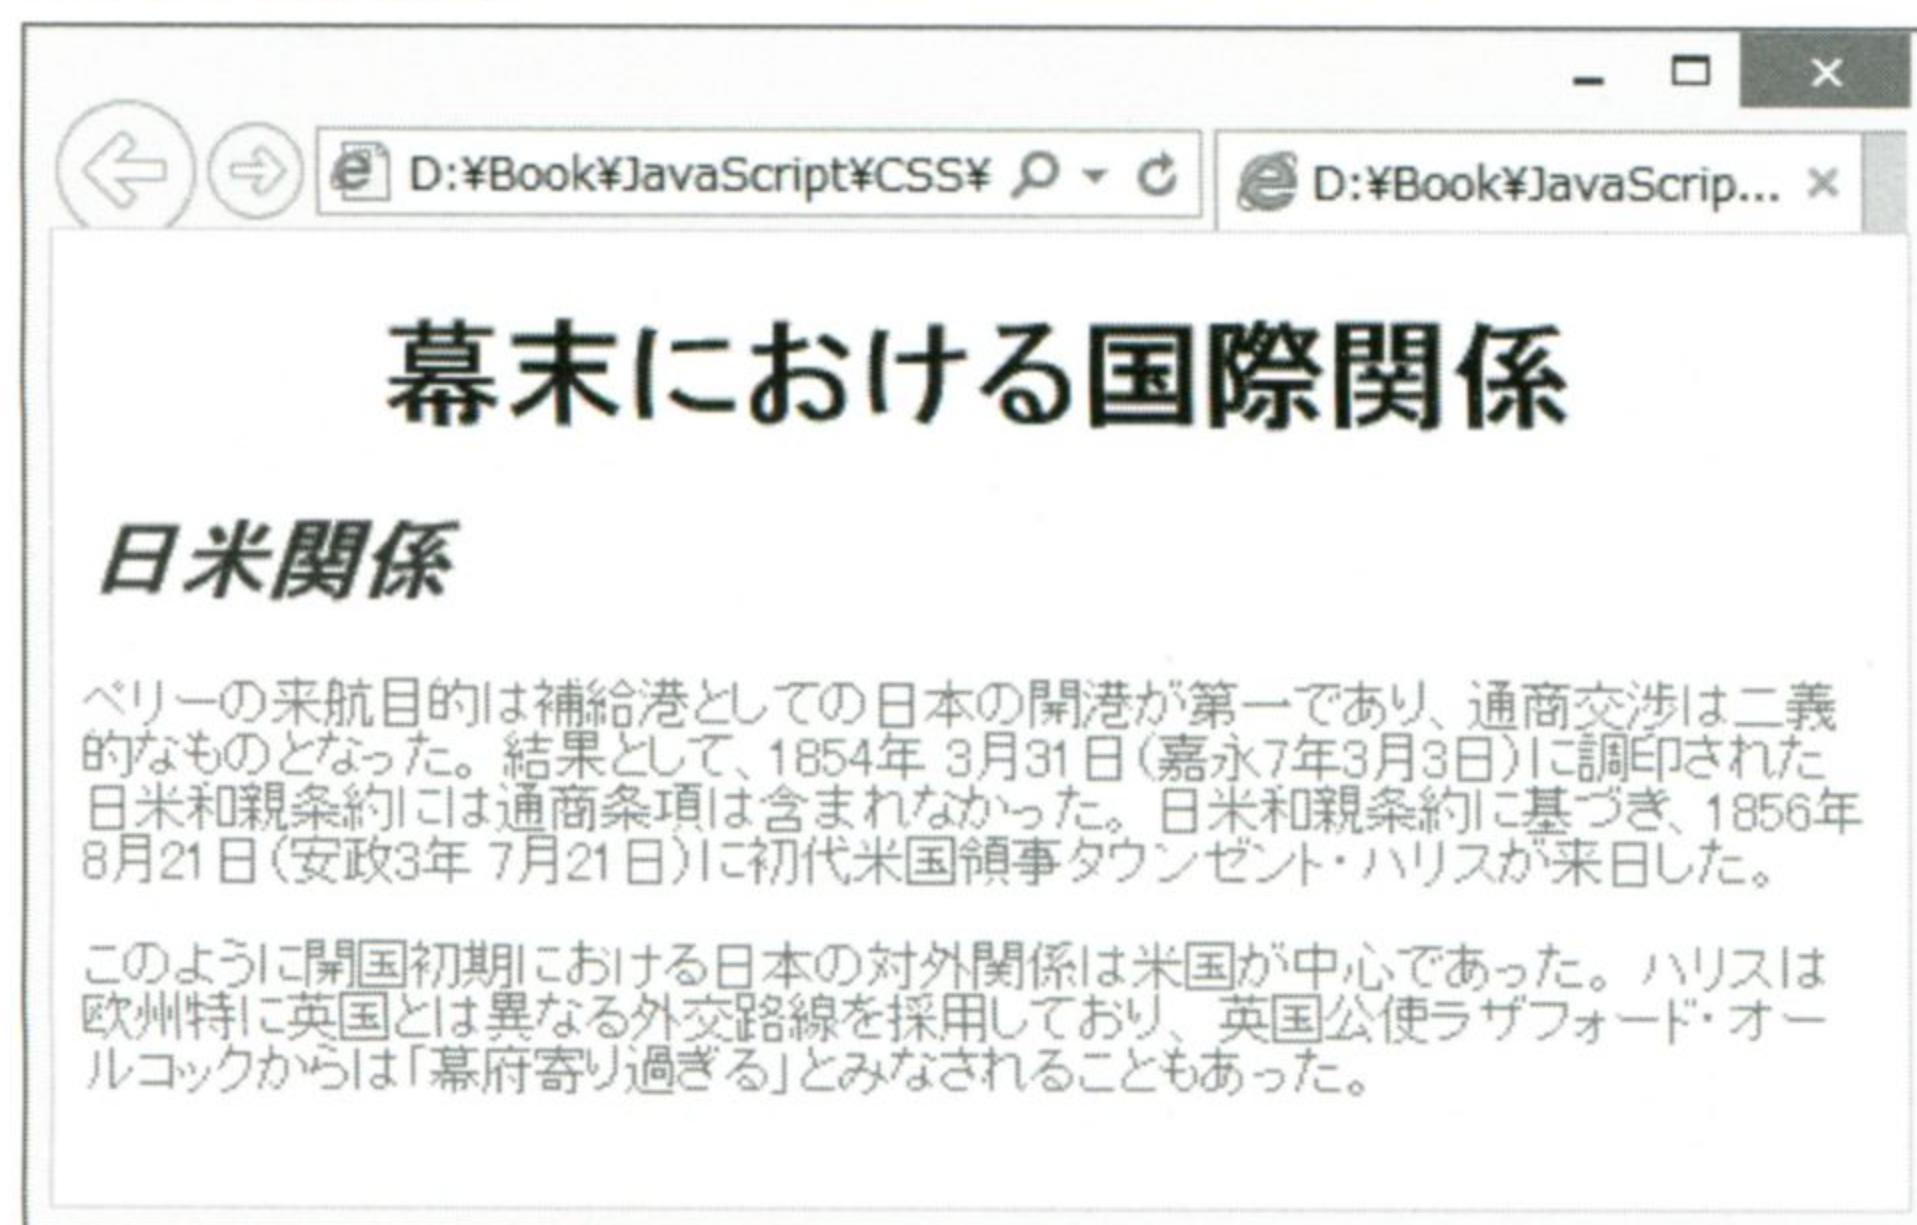 D:¥Book¥JavaScript¥CSS¥
D:¥Book¥JavaScrip...
幕末における国際関係
日米関係
ペリーの来航目的は補給港としての日本の開港が第一であり、通商交渉は二義
的なものとなった。結果として、1854年 3月31日(嘉永7年3月3日)に調印された
日米和親条約には通商条項は含まれなかった。日米和親条約に基づき、1856年
8月21日(安政3年 7月21日)に初代米国領事タウンゼント・ハリスが来日した。
このように開国初期における日本の対外関係は米国が中心であった。ハリスは
欧州特に英国とは異なる外交路線を採用しており、英国公使ラザフォード・オー
ルコックからは「幕府寄り過ぎる」とみなされることもあった。